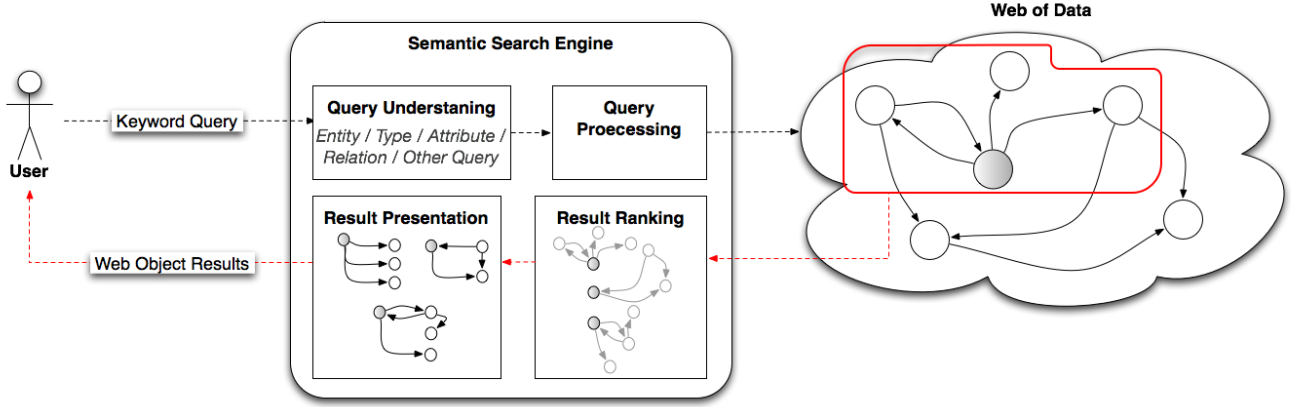 Web of Data
Semantic Search Engine
Keyword Query
Query Understaning
Entity / Type / Attribute /
Relation / Other Query
Query
Proecessing
User
Result Presentation
Result Ranking
Web Object Results